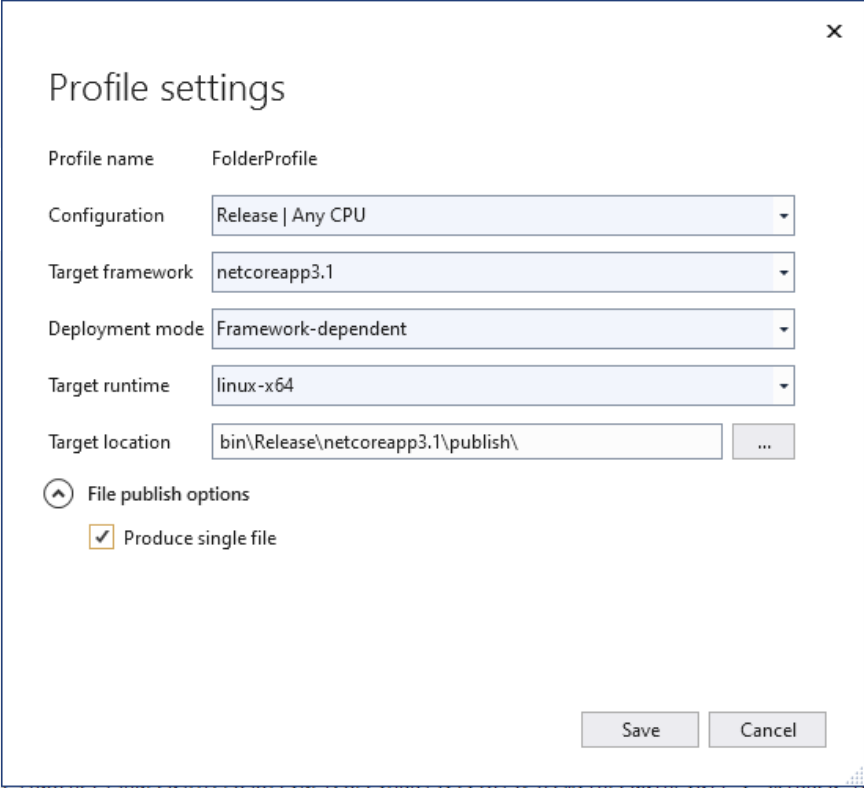 Profile settings
Profile name FolderProfile
Configuration Release | Any CPU
Target framework netcoreapp3.1
Deployment mode Framework-dependent
Target runtime linux-x64
Target location bin\Release\netcoreapp3.1\publish\ ...
File publish options
Produce single file
Save Cancel